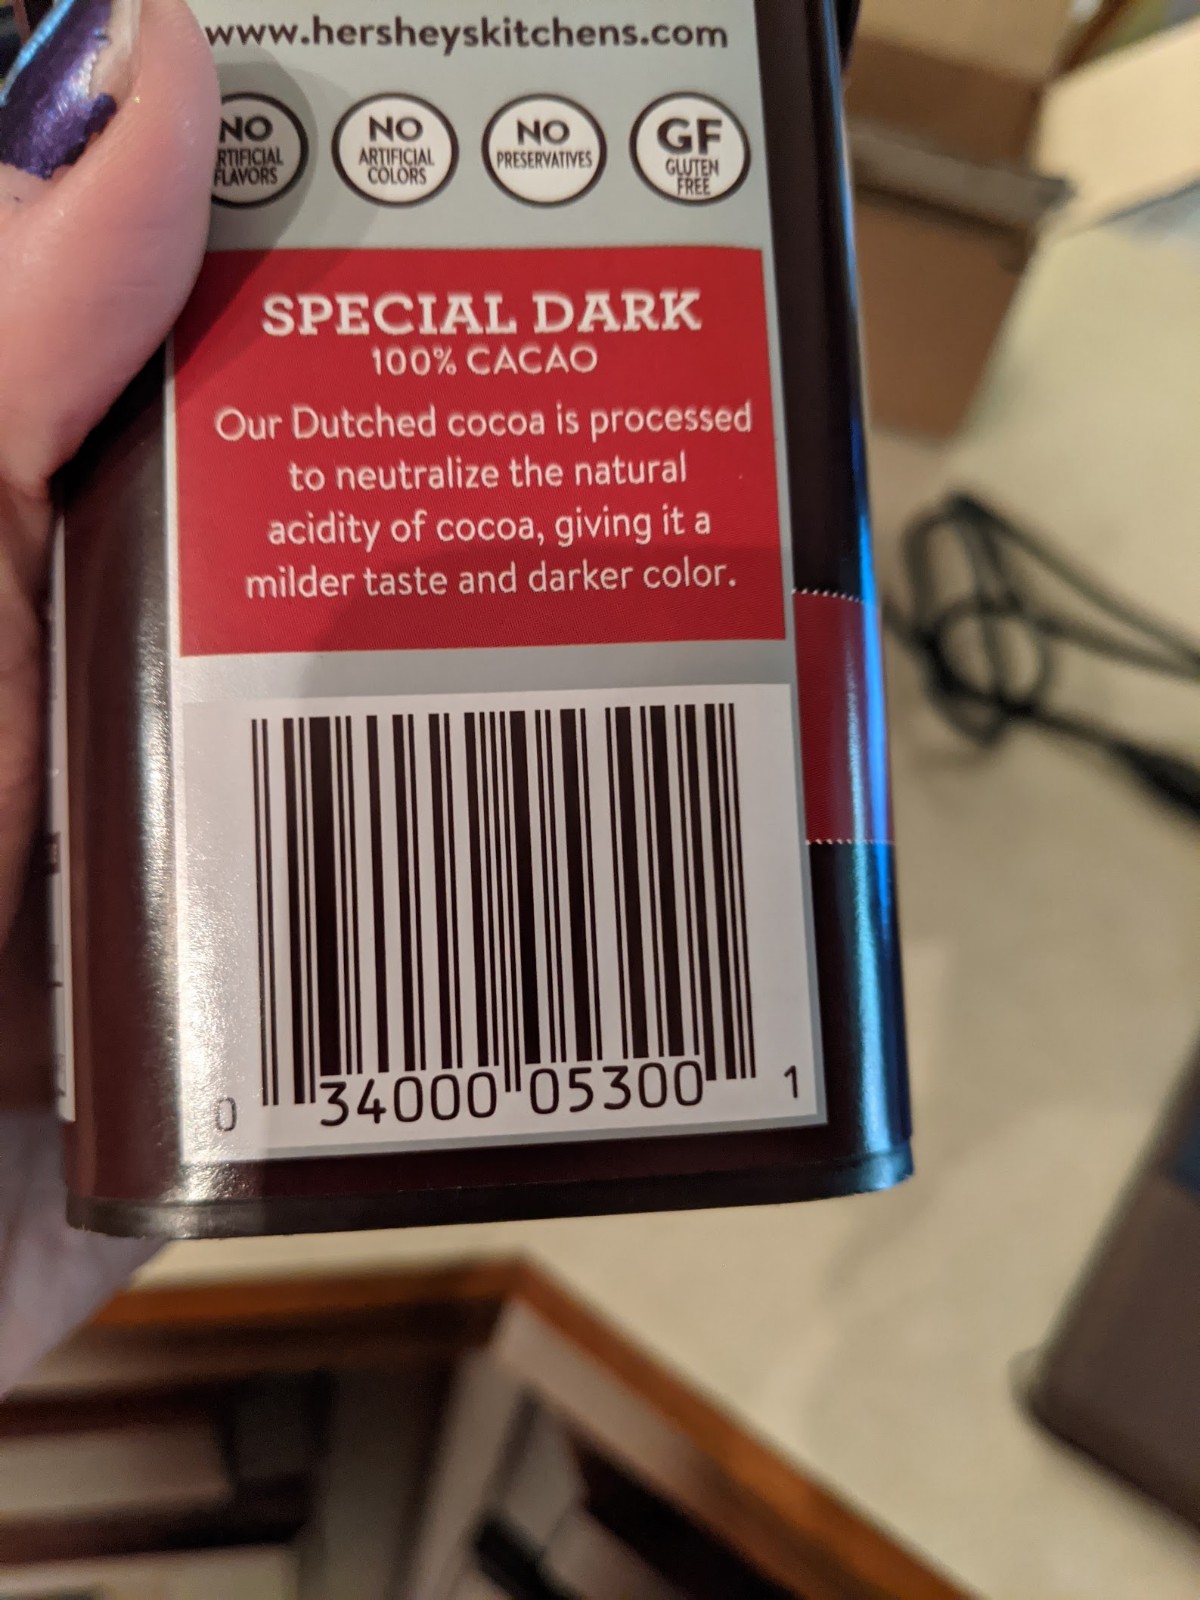 www.hersheyskitchens.com
NO NO NO GF
RTIFICIAL ARTIFICIAL PRESERVATIVES GLUTEN
FLAVORS COLORS FREE
SPECIAL DARK
100% CACAO
Our Dutched cocoa is processed
to neutralize the natural
acidity of cocoa, giving it a
milder taste and darker color.
0 34000 05300 1